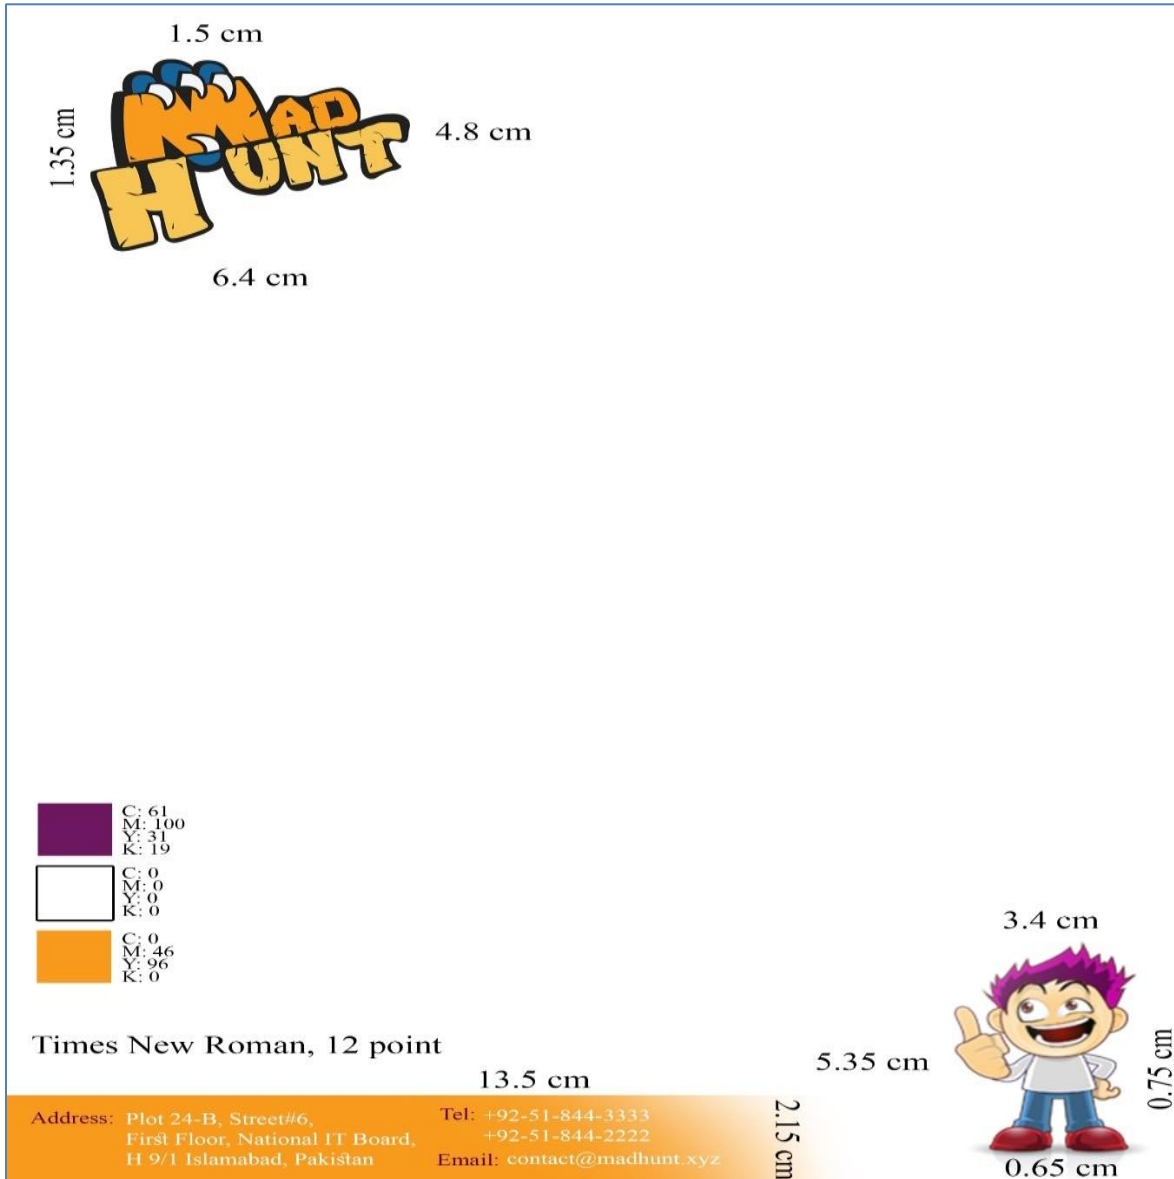 1.5 cm
1.35 cm
MAD
HUNT
4.8 cm
6.4 cm
C: 61
M: 100
Y: 31
K: 19
C: 0
M: 0
Y: 0
K: 0
C: 0
M: 46
Y: 96
K: 0
Times New Roman, 12 point
13.5 cm
5.35 cm
3.4 cm
0.75 cm
0.65 cm
2.15 cm
Address: Plot 24-B, Street#6,
First Floor, National IT Board,
H 9/1 Islamabad, Pakistan
Tel: +92-51-844-3333
+92-51-844-2222
Email: contact@madhunt.xyz